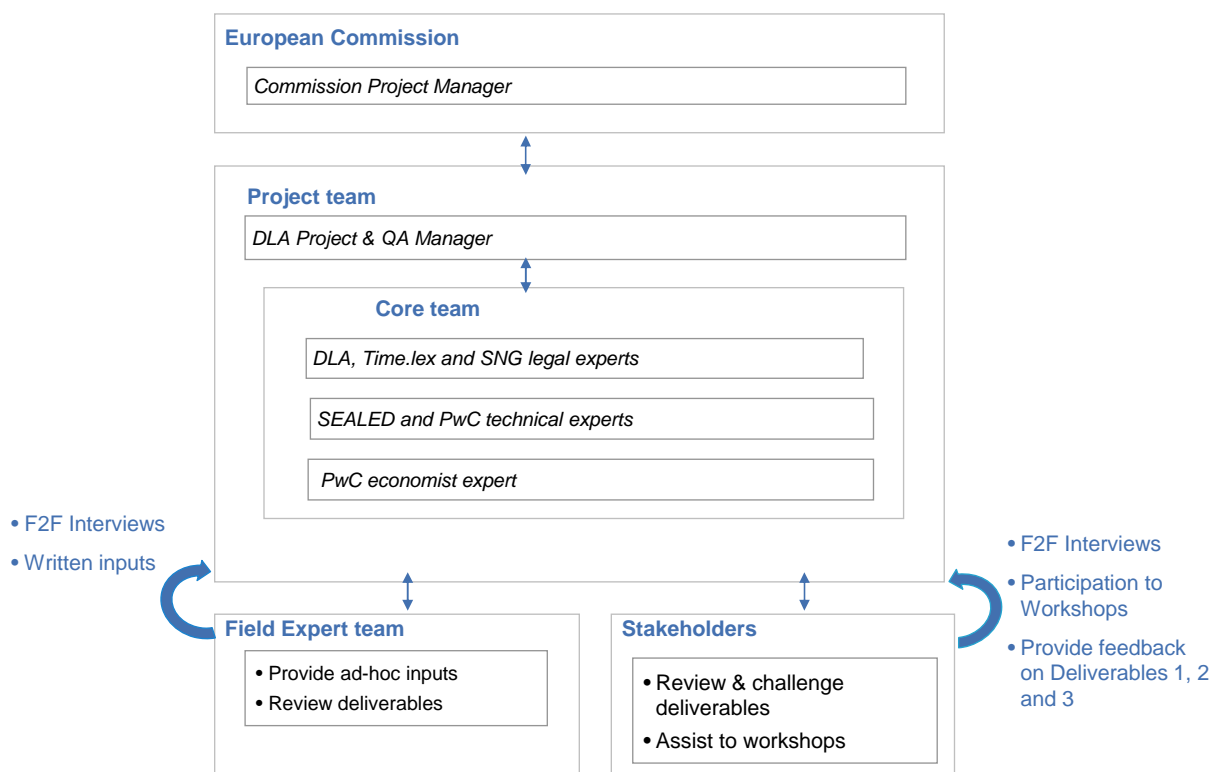 European Commission
Commission Project Manager
Project team
DLA Project & QA Manager
Core team
DLA, Time.lex and SNG legal experts
SEALED and PwC technical experts
PwC economist expert
• F2F Interviews
• Written inputs
• F2F Interviews
• Participation to
Workshops
• Provide feedback
on Deliverables 1, 2
and 3
Field Expert team
• Provide ad-hoc inputs
• Review deliverables
Stakeholders
• Review & challenge
deliverables
• Assist to workshops